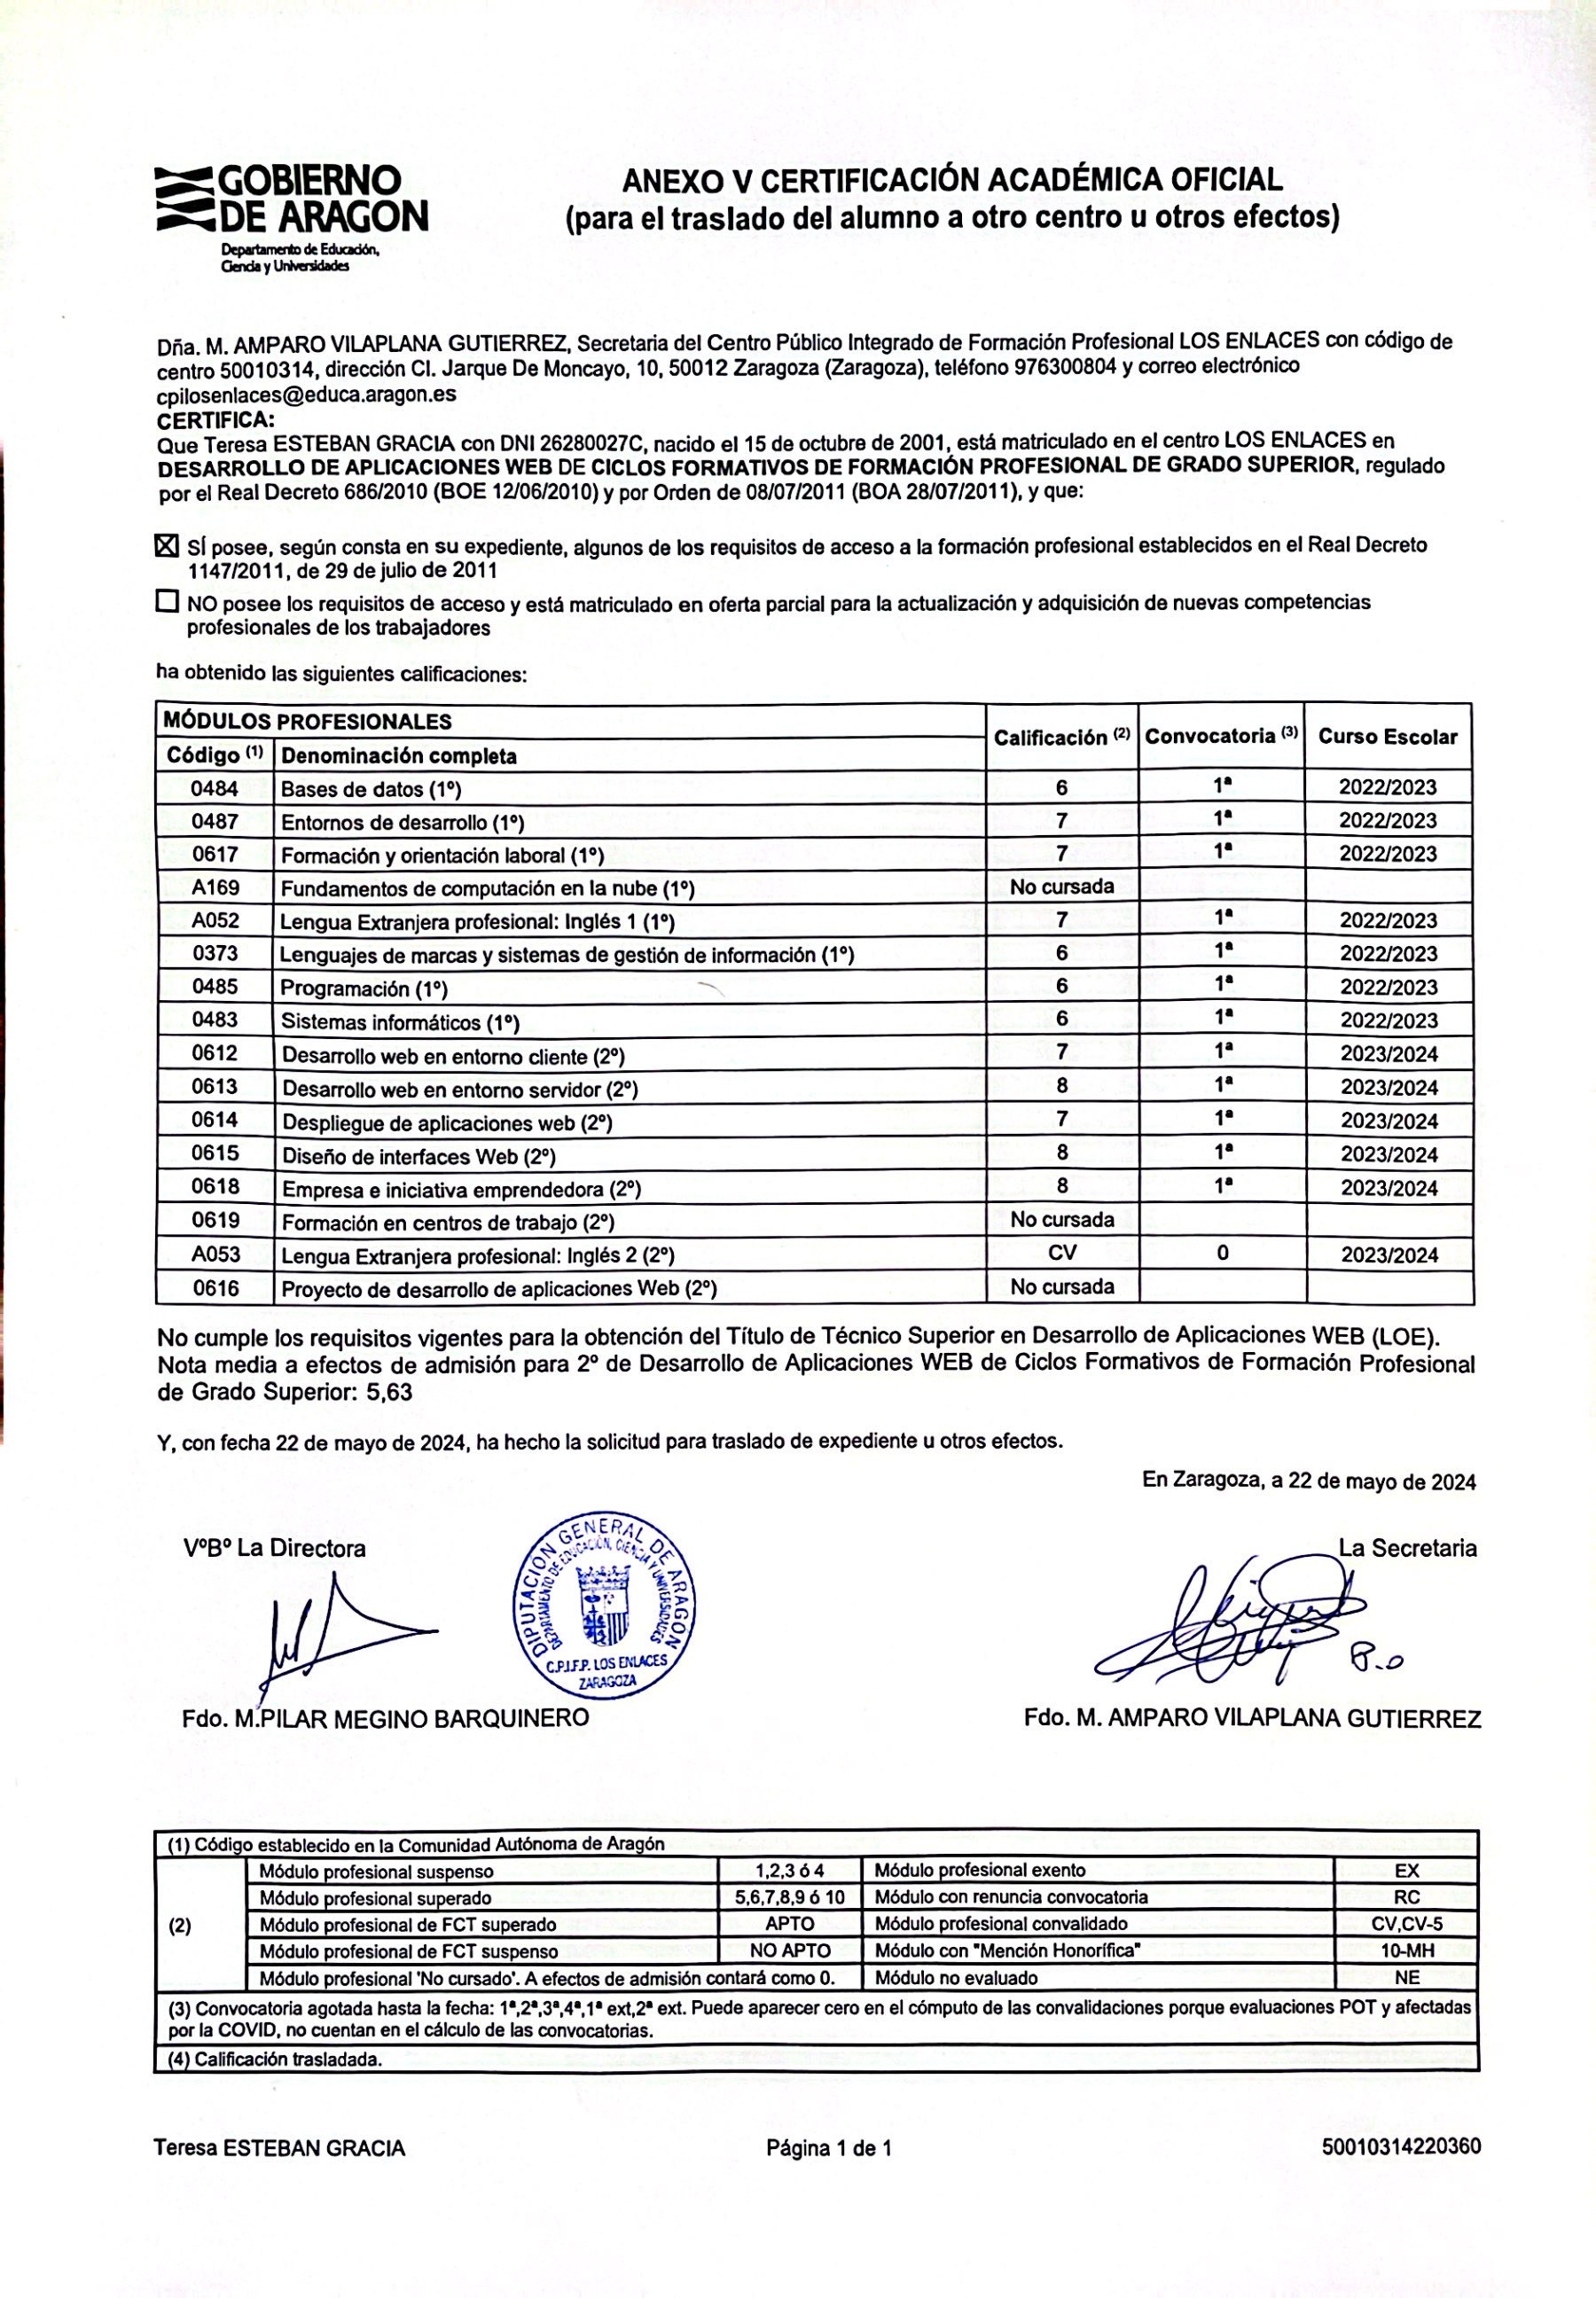 GOBIERNO
DE ARAGON
Departamento de Educación,
Ciencia y Universidades
ANEXO V CERTIFICACIÓN ACADÉMICA OFICIAL
(para el traslado del alumno a otro centro u otros efectos)
Dña. M. AMPARO VILAPLANA GUTIERREZ, Secretaria del Centro Público Integrado de Formación Profesional LOS ENLACES con código de
centro 50010314, dirección Cl. Jarque De Moncayo, 10, 50012 Zaragoza (Zaragoza), teléfono 976300804 y correo electrónico
cpilosenlaces@educa.aragon.es
CERTIFICA:
Que Teresa ESTEBAN GRACIA con DNI 26280027C, nacido el 15 de octubre de 2001, está matriculado en el centro LOS ENLACES en
DESARROLLO DE APLICACIONES WEB DE CICLOS FORMATIVOS DE FORMACIÓN PROFESIONAL DE GRADO SUPERIOR, regulado
por el Real Decreto 686/2010 (BOE 12/06/2010) y por Orden de 08/07/2011 (BOA 28/07/2011), y que:
☒ SÍ posee, según consta en su expediente, algunos de los requisitos de acceso a la formación profesional establecidos en el Real Decreto
1147/2011, de 29 de julio de 2011
☐ NO posee los requisitos de acceso y está matriculado en oferta parcial para la actualización y adquisición de nuevas competencias
profesionales de los trabajadores
ha obtenido las siguientes calificaciones:
MÓDULOS PROFESIONALES
Código (1) Denominación completa Calificación (2) Convocatoria (3) Curso Escolar
0484 Bases de datos (1º) 6 1ª 2022/2023
0487 Entornos de desarrollo (1º) 7 1ª 2022/2023
0617 Formación y orientación laboral (1º) 7 1ª 2022/2023
A169 Fundamentos de computación en la nube (1º) No cursada
A052 Lengua Extranjera profesional: Inglés 1 (1º) 7 1ª 2022/2023
0373 Lenguajes de marcas y sistemas de gestión de información (1º) 6 1ª 2022/2023
0485 Programación (1º) 6 1ª 2022/2023
0483 Sistemas informáticos (1º) 6 1ª 2022/2023
0612 Desarrollo web en entorno cliente (2º) 7 1ª 2023/2024
0613 Desarrollo web en entorno servidor (2º) 8 1ª 2023/2024
0614 Despliegue de aplicaciones web (2º) 7 1ª 2023/2024
0615 Diseño de interfaces Web (2º) 8 1ª 2023/2024
0618 Empresa e iniciativa emprendedora (2º) 8 1ª 2023/2024
0619 Formación en centros de trabajo (2º) No cursada
A053 Lengua Extranjera profesional: Inglés 2 (2º) CV 0 2023/2024
0616 Proyecto de desarrollo de aplicaciones Web (2º) No cursada
No cumple los requisitos vigentes para la obtención del Título de Técnico Superior en Desarrollo de Aplicaciones WEB (LOE).
Nota media a efectos de admisión para 2º de Desarrollo de Aplicaciones WEB de Ciclos Formativos de Formación Profesional
de Grado Superior: 5,63
Y, con fecha 22 de mayo de 2024, ha hecho la solicitud para traslado de expediente u otros efectos.
En Zaragoza, a 22 de mayo de 2024
VºBº La Directora
La Secretaria
DIPUTACIÓN GENERAL DE ARAGÓN
DEPARTAMENTO DE EDUCACIÓN, CIENCIA Y UNIVERSIDADES
C.P.I.F.P. LOS ENLACES
ZARAGOZA
P.O
Fdo. M.PILAR MEGINO BARQUINERO
Fdo. M. AMPARO VILAPLANA GUTIERREZ
(1) Código establecido en la Comunidad Autónoma de Aragón
(2)
Módulo profesional suspenso 1,2,3 ó 4 Módulo profesional exento EX
Módulo profesional superado 5,6,7,8,9 ó 10 Módulo con renuncia convocatoria RC
Módulo profesional de FCT superado APTO Módulo profesional convalidado CV,CV-5
Módulo profesional de FCT suspenso NO APTO Módulo con "Mención Honorífica" 10-MH
Módulo profesional 'No cursado'. A efectos de admisión contará como 0. Módulo no evaluado NE
(3) Convocatoria agotada hasta la fecha: 1ª,2ª,3ª,4ª,1ª ext,2ª ext. Puede aparecer cero en el cómputo de las convalidaciones porque evaluaciones POT y afectadas
por la COVID, no cuentan en el cálculo de las convocatorias.
(4) Calificación trasladada.
Teresa ESTEBAN GRACIA
Página 1 de 1
50010314220360